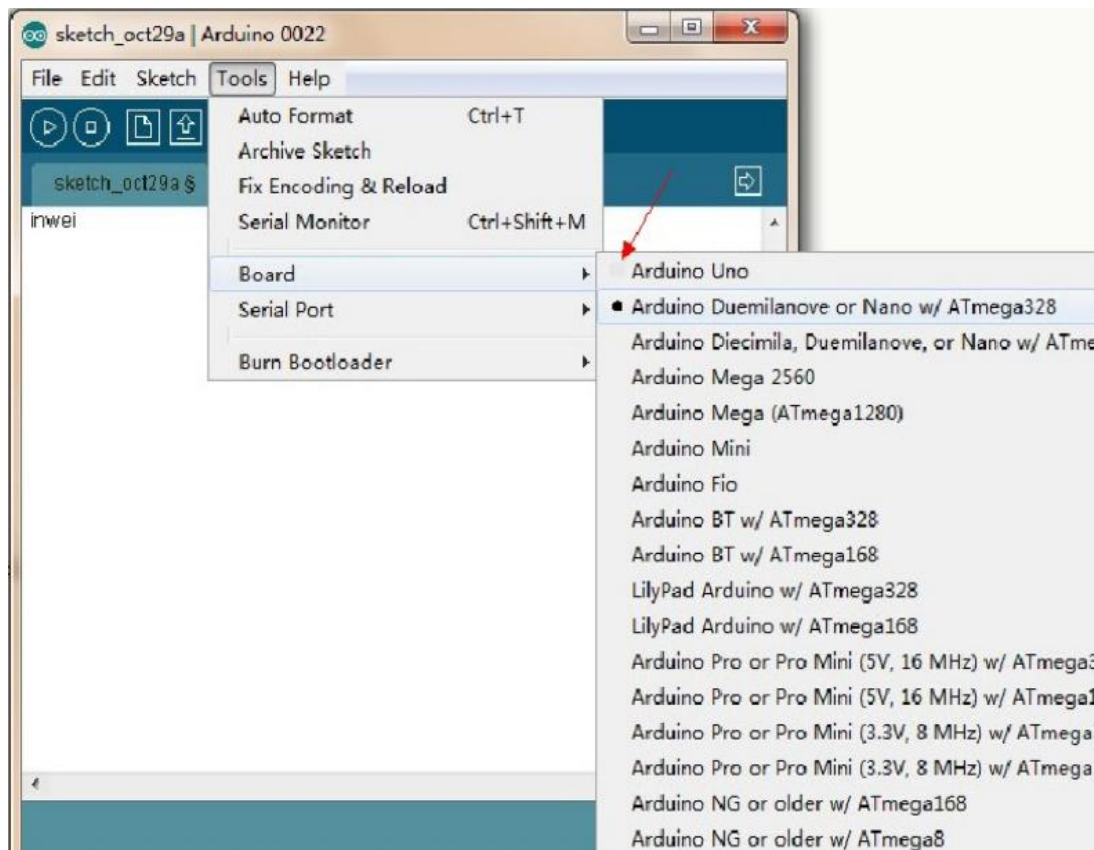 sketch_oct29a | Arduino 0022
File Edit Sketch Tools Help
sketch_oct29a §
inwei
Auto Format Ctrl+T
Archive Sketch
Fix Encoding & Reload
Serial Monitor Ctrl+Shift+M
Board
Serial Port
Burn Bootloader
Arduino Uno
Arduino Duemilanove or Nano w/ ATmega328
Arduino Diecimila, Duemilanove, or Nano w/ ATme
Arduino Mega 2560
Arduino Mega (ATmega1280)
Arduino Mini
Arduino Fio
Arduino BT w/ ATmega328
Arduino BT w/ ATmega168
LilyPad Arduino w/ ATmega328
LilyPad Arduino w/ ATmega168
Arduino Pro or Pro Mini (5V, 16 MHz) w/ ATmega3
Arduino Pro or Pro Mini (5V, 16 MHz) w/ ATmega1
Arduino Pro or Pro Mini (3.3V, 8 MHz) w/ ATmega
Arduino Pro or Pro Mini (3.3V, 8 MHz) w/ ATmega
Arduino NG or older w/ ATmega168
Arduino NG or older w/ ATmega8